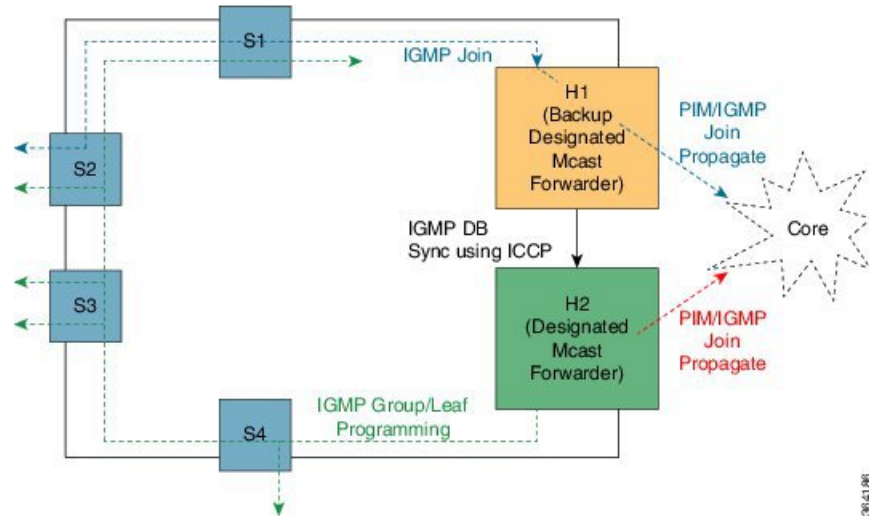 S1
IGMP Join
H1
(Backup
Designated
Mcast
Forwarder)
PIM/IGMP
Join
Propagate
S2
IGMP DB
Sync using ICCP
Core
S3
H2
(Designated
Mcast
Forwarder)
PIM/IGMP
Join
Propagate
IGMP Group/Leaf
Programming
S4
364186